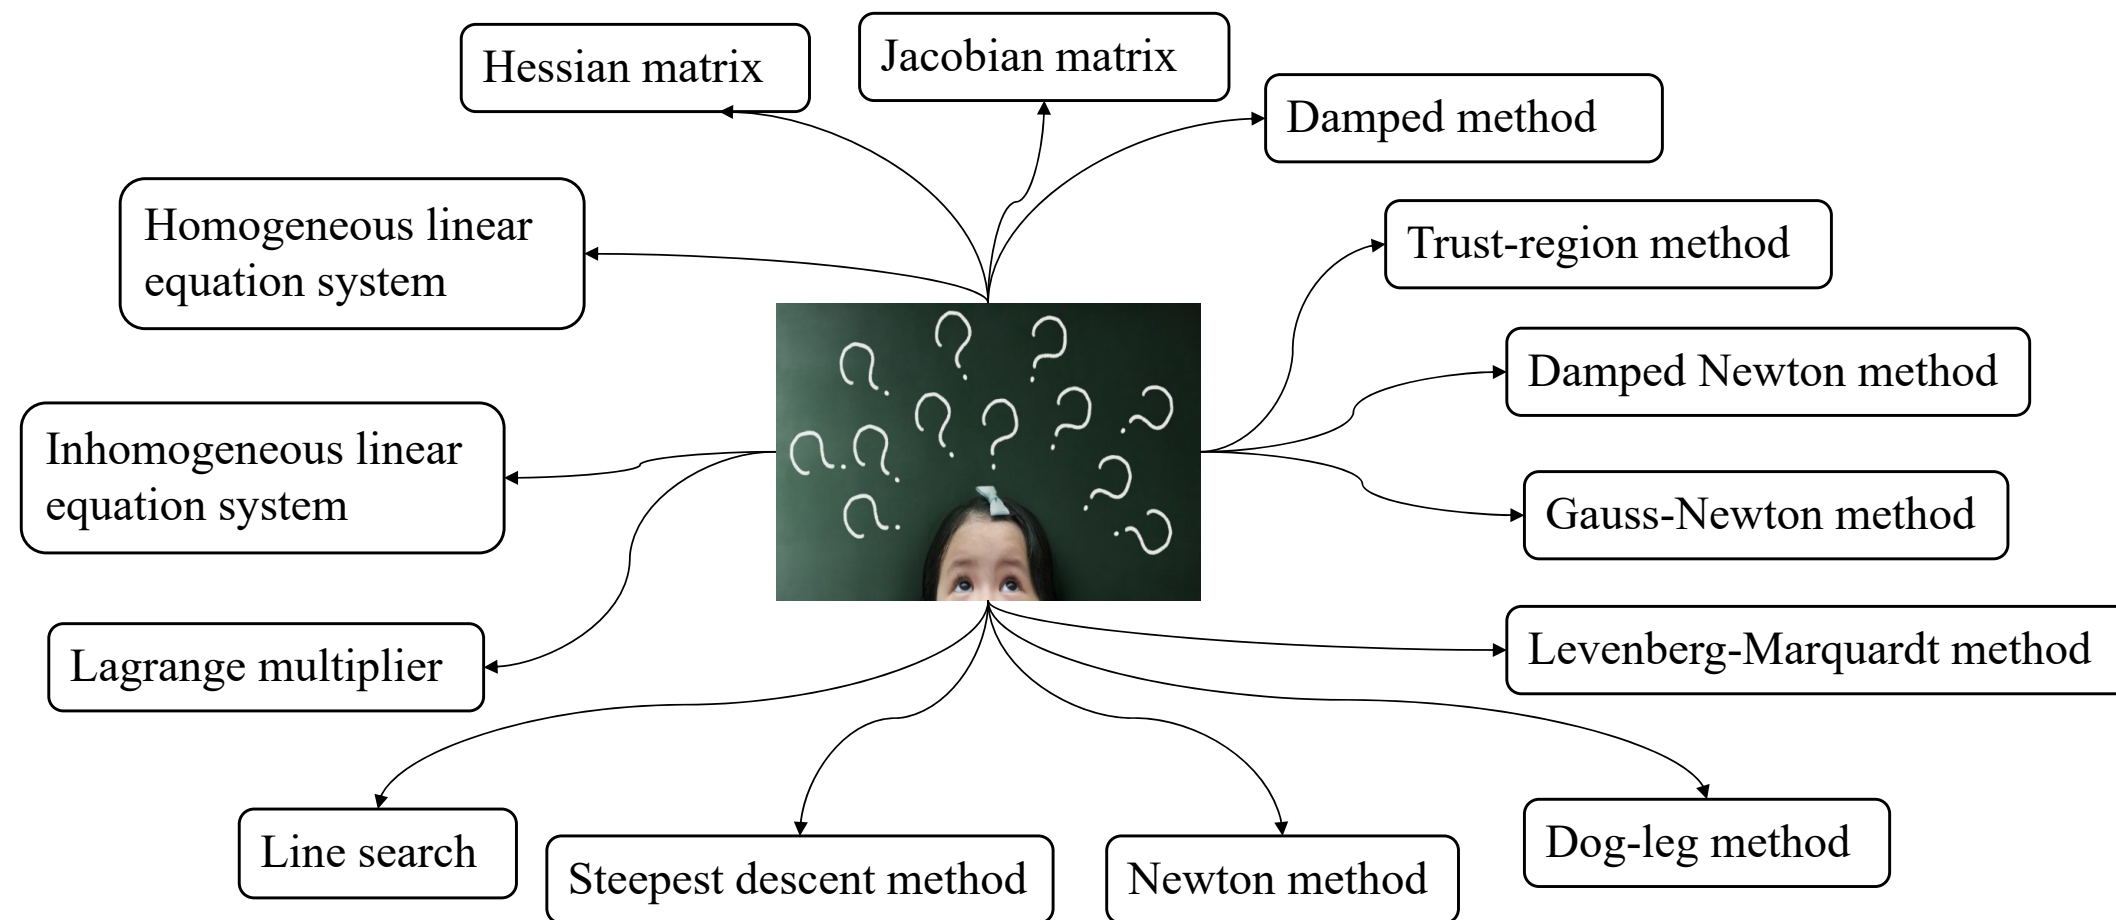 Hessian matrix
Jacobian matrix
Damped method
Homogeneous linear
equation system
Trust-region method
Damped Newton method
Inhomogeneous linear
equation system
Gauss-Newton method
Lagrange multiplier
Levenberg-Marquardt method
Line search
Steepest descent method
Newton method
Dog-leg method
? ? ? ? ? ? ? ? ? ? ? ? ?